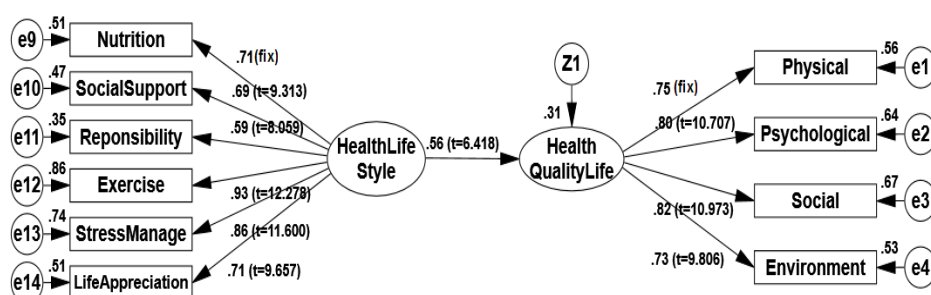 e9
.51
Nutrition
e10
.47
SocialSupport
e11
.35
Reponsibility
e12
.86
Exercise
e13
.74
StressManage
e14
.51
LifeAppreciation
.71(fix)
.69 (t=9.313)
.59 (t=8.059)
.93 (t=12.278)
.86 (t=11.600)
.71 (t=9.657)
HealthLife
Style
.56 (t=6.418)
Z1
.31
Health
QualityLife
.75 (fix)
.80 (t=10.707)
.82 (t=10.973)
.73 (t=9.806)
Physical
.56
e1
Psychological
.64
e2
Social
.67
e3
Environment
.53
e4